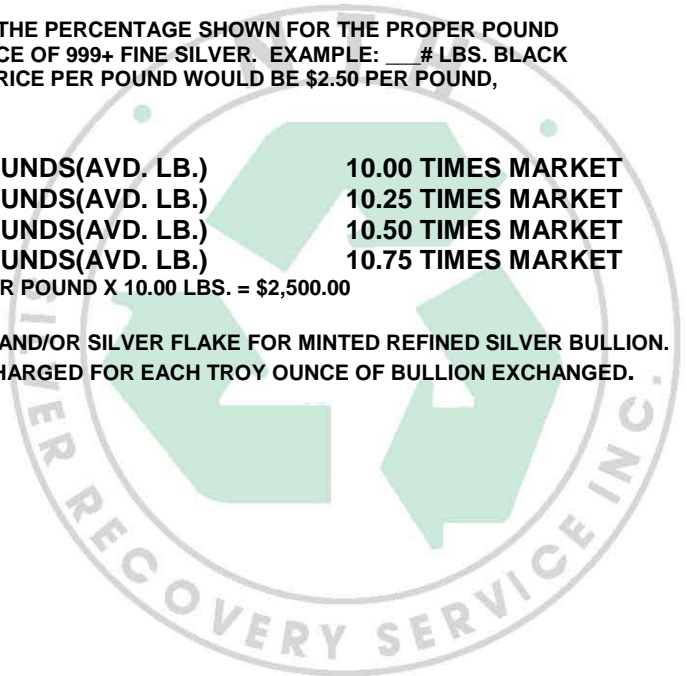 THE PERCENTAGE SHOWN FOR THE PROPER POUND
CE OF 999+ FINE SILVER. EXAMPLE: ___# LBS. BLACK
RICE PER POUND WOULD BE $2.50 PER POUND,
UNDS(AVD. LB.) 10.00 TIMES MARKET
UNDS(AVD. LB.) 10.25 TIMES MARKET
UNDS(AVD. LB.) 10.50 TIMES MARKET
UNDS(AVD. LB.) 10.75 TIMES MARKET
R POUND X 10.00 LBS. = $2,500.00
AND/OR SILVER FLAKE FOR MINTED REFINED SILVER BULLION.
HARGED FOR EACH TROY OUNCE OF BULLION EXCHANGED.
SILVER RECOVERY SERVICE INC.